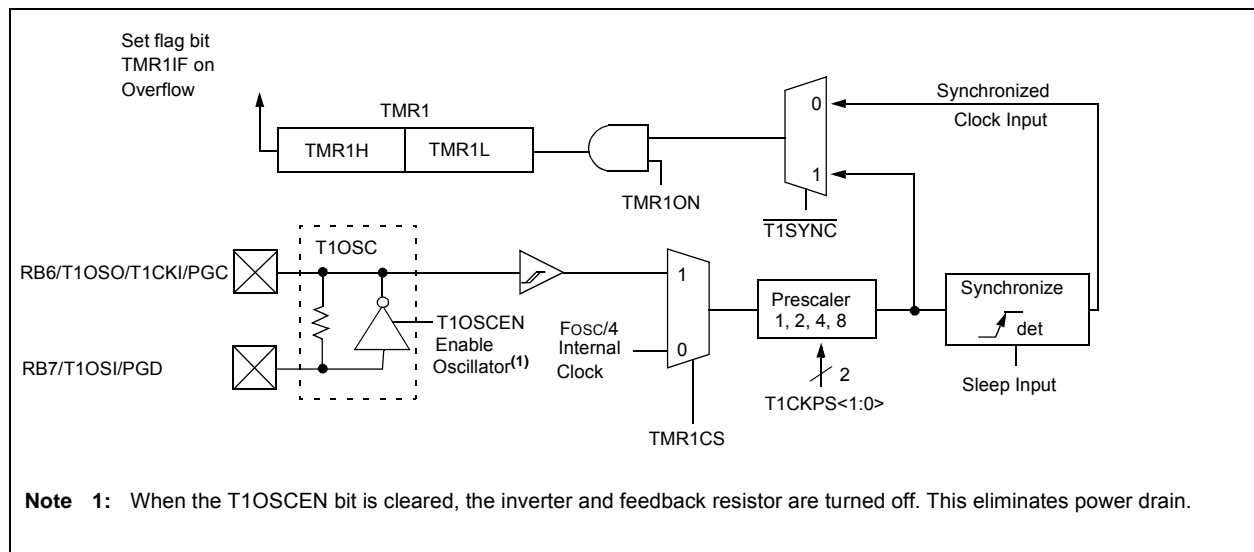 Set flag bit
TMR1IF on
Overflow
TMR1
TMR1H
TMR1L
TMR1ON
0
1
T1SYNC
Synchronized
Clock Input
RB6/T1OSO/T1CKI/PGC
RB7/T1OSI/PGD
T1OSC
T1OSCEN
Enable
Oscillator(1)
FOSC/4
Internal
Clock
1
0
TMR1CS
Prescaler
1, 2, 4, 8
2
T1CKPS<1:0>
Synchronize
det
Sleep Input
Note 1: When the T1OSCEN bit is cleared, the inverter and feedback resistor are turned off. This eliminates power drain.